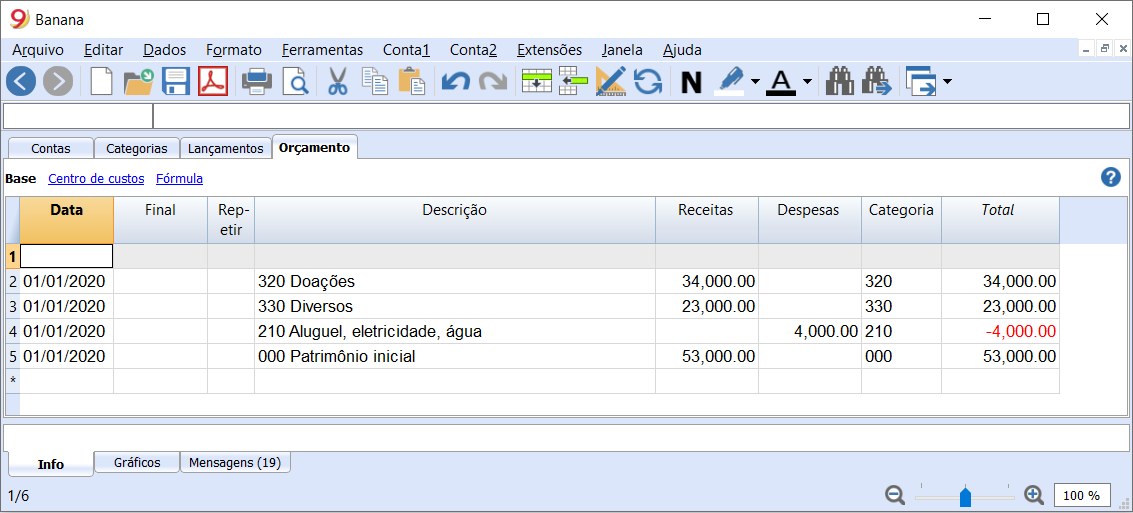 9 Banana
Arquivo Editar Dados Formato Ferramentas Conta1 Conta2 Extensões Janela Ajuda
N A
Contas Categorias Lançamentos Orçamento
Base Centro de custos Fórmula ?
Data Final Rep-etir Descrição Receitas Despesas Categoria Total
1
2 01/01/2020 320 Doações 34,000.00 320 34,000.00
3 01/01/2020 330 Diversos 23,000.00 330 23,000.00
4 01/01/2020 210 Aluguel, eletricidade, água 4,000.00 210 -4,000.00
5 01/01/2020 000 Patrimônio inicial 53,000.00 000 53,000.00
*
Info Gráficos Mensagens (19)
1/6 100 %